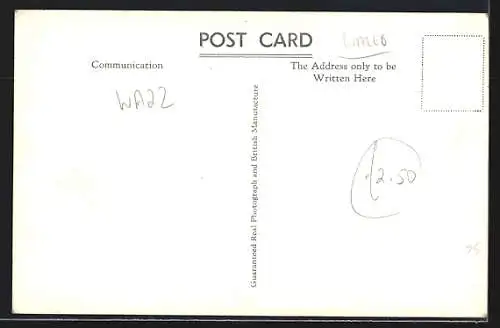 POST CARD
Communication
The Address only to be
Written Here
WA22
£2.50
Guaranteed Real Photograph and British Manufacture